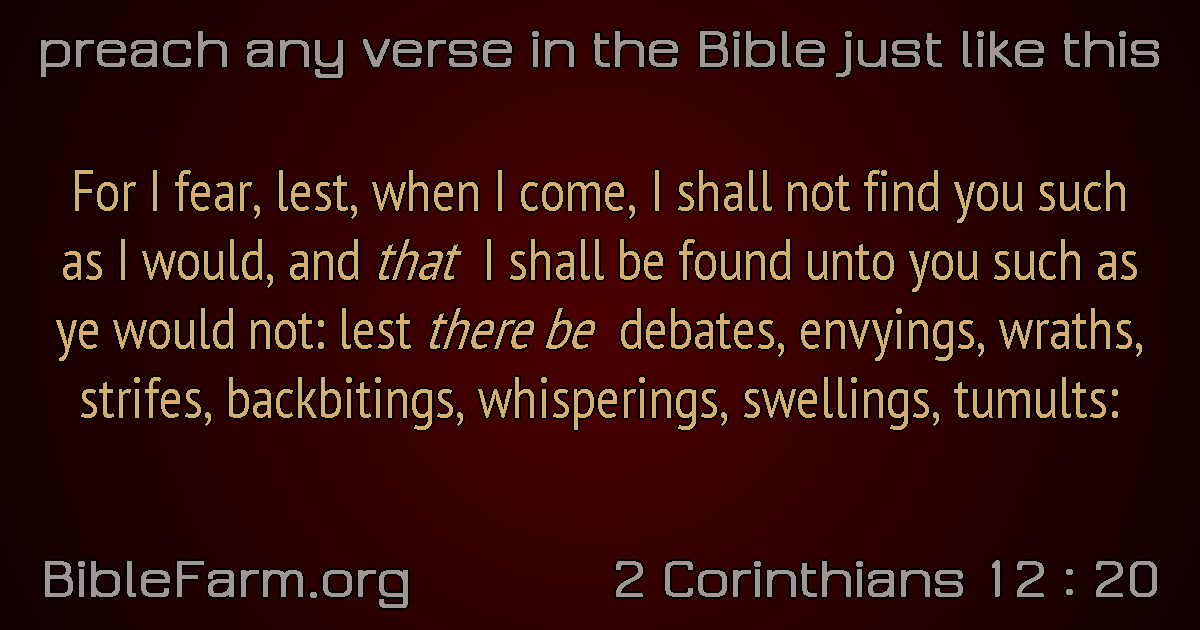 preach any verse in the Bible just like this
For I fear, lest, when I come, I shall not find you such
as I would, and that I shall be found unto you such as
ye would not: lest there be debates, envyings, wraths,
strifes, backbitings, whisperings, swellings, tumults:
BibleFarm.org
2 Corinthians 12 : 20